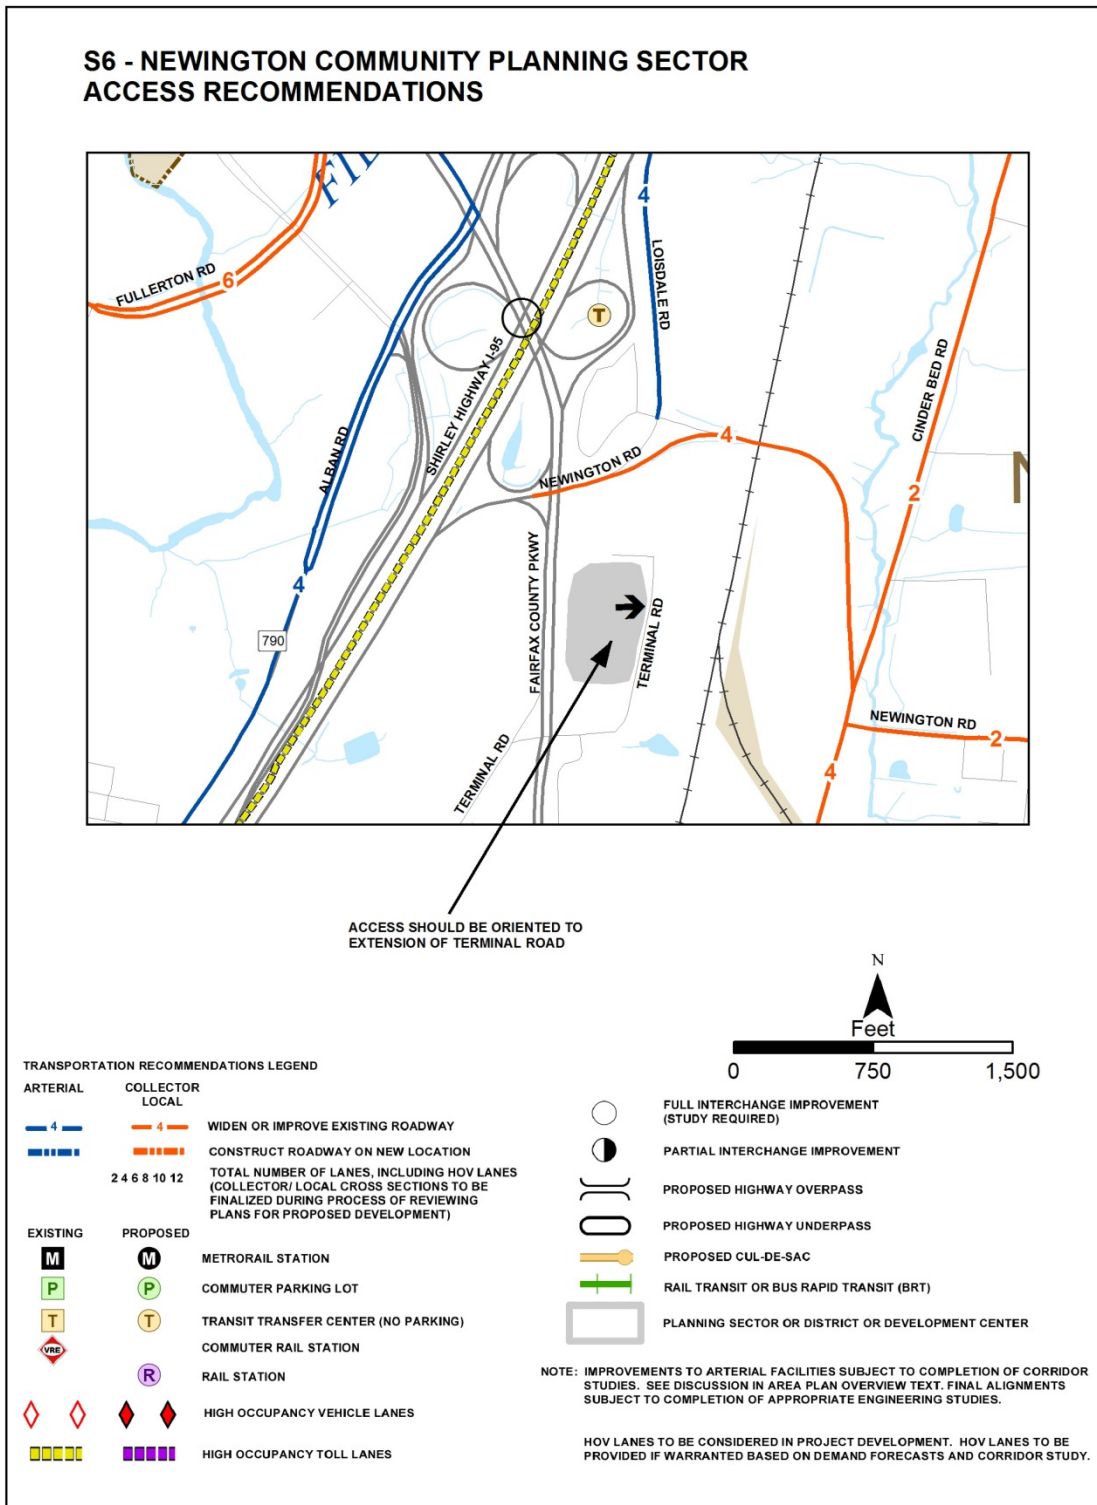 S6 - NEWINGTON COMMUNITY PLANNING SECTOR
ACCESS RECOMMENDATIONS
FULLERTON RD
6
4
LOISDALE RD
T
SHIRLEY HIGHWAY I-95
ALBAN RD
CINDER BED RD
4
NEWINGTON RD
2
N
4
790
FAIRFAX COUNTY PKWY
TERMINAL RD
TERMINAL RD
NEWINGTON RD
2
4
ACCESS SHOULD BE ORIENTED TO
EXTENSION OF TERMINAL ROAD
N
Feet
0 750 1,500
TRANSPORTATION RECOMMENDATIONS LEGEND
ARTERIAL
COLLECTOR
LOCAL
4 4 WIDEN OR IMPROVE EXISTING ROADWAY
CONSTRUCT ROADWAY ON NEW LOCATION
2 4 6 8 10 12 TOTAL NUMBER OF LANES, INCLUDING HOV LANES
(COLLECTOR/ LOCAL CROSS SECTIONS TO BE
FINALIZED DURING PROCESS OF REVIEWING
PLANS FOR PROPOSED DEVELOPMENT)
EXISTING PROPOSED
M M METRORAIL STATION
P P COMMUTER PARKING LOT
T T TRANSIT TRANSFER CENTER (NO PARKING)
VRE COMMUTER RAIL STATION
R RAIL STATION
HIGH OCCUPANCY VEHICLE LANES
HIGH OCCUPANCY TOLL LANES
FULL INTERCHANGE IMPROVEMENT
(STUDY REQUIRED)
PARTIAL INTERCHANGE IMPROVEMENT
PROPOSED HIGHWAY OVERPASS
PROPOSED HIGHWAY UNDERPASS
PROPOSED CUL-DE-SAC
RAIL TRANSIT OR BUS RAPID TRANSIT (BRT)
PLANNING SECTOR OR DISTRICT OR DEVELOPMENT CENTER
NOTE: IMPROVEMENTS TO ARTERIAL FACILITIES SUBJECT TO COMPLETION OF CORRIDOR
STUDIES. SEE DISCUSSION IN AREA PLAN OVERVIEW TEXT. FINAL ALIGNMENTS
SUBJECT TO COMPLETION OF APPROPRIATE ENGINEERING STUDIES.
HOV LANES TO BE CONSIDERED IN PROJECT DEVELOPMENT. HOV LANES TO BE
PROVIDED IF WARRANTED BASED ON DEMAND FORECASTS AND CORRIDOR STUDY.